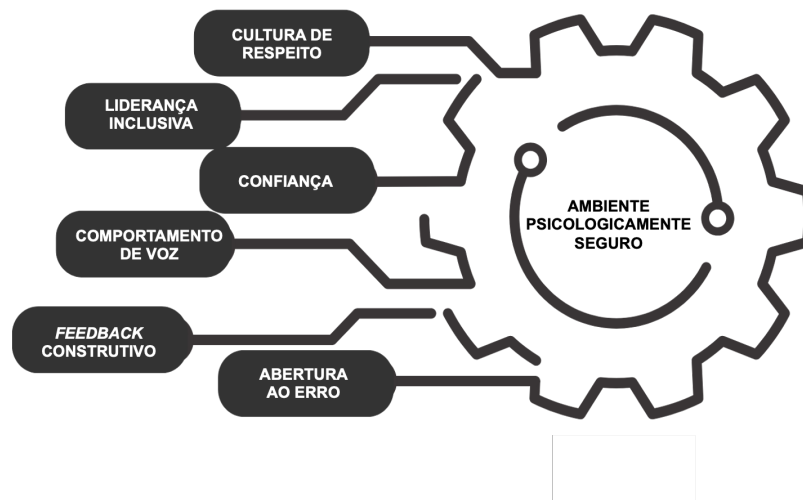 CULTURA DE
RESPEITO
LIDERANÇA
INCLUSIVA
CONFIANÇA
COMPORTAMENTO
DE VOZ
FEEDBACK
CONSTRUTIVO
ABERTURA
AO ERRO
AMBIENTE
PSICOLOGICAMENTE
SEGURO